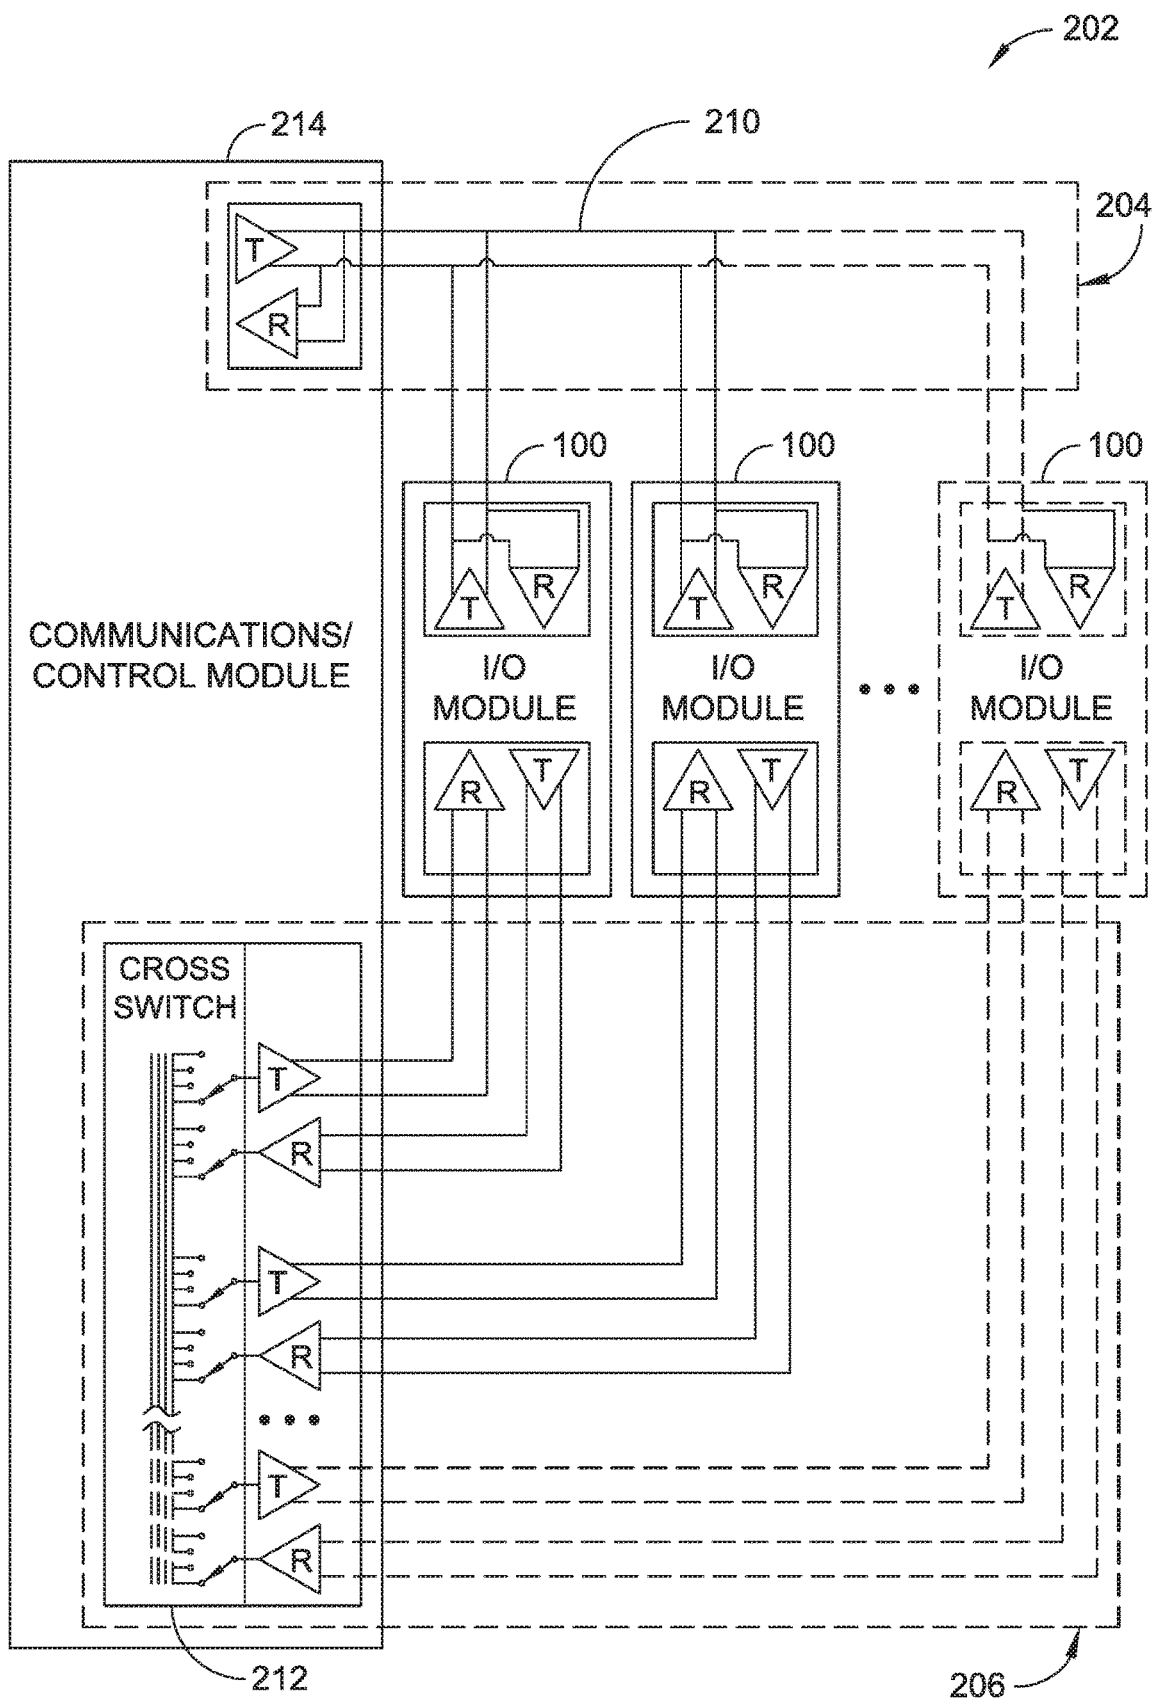 202
214
210
204
T
R
100
100
100
T
R
T
R
T
R
COMMUNICATIONS/
CONTROL MODULE
I/O
MODULE
I/O
MODULE
I/O
MODULE
R
T
R
T
R
T
CROSS
SWITCH
T
R
T
R
T
R
212
206